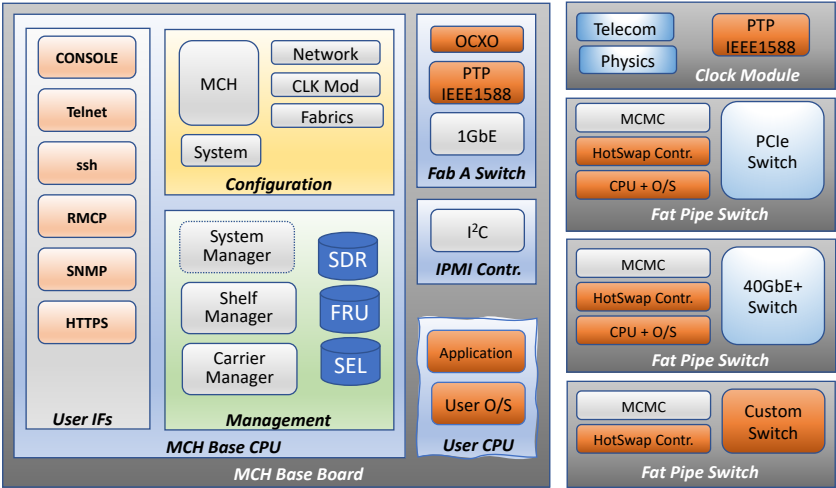 CONSOLE
Telnet
ssh
RMCP
SNMP
HTTPS
User IFs
MCH
Network
CLK Mod
Fabrics
System
Configuration
System
Manager
Shelf
Manager
Carrier
Manager
SDR
FRU
SEL
Management
MCH Base CPU
OCXO
PTP
IEEE1588
1GbE
Fab A Switch
I²C
IPMI Contr.
Application
User O/S
User CPU
MCH Base Board
Telecom
Physics
PTP
IEEE1588
Clock Module
MCMC
HotSwap Contr.
CPU + O/S
PCIe
Switch
Fat Pipe Switch
MCMC
HotSwap Contr.
CPU + O/S
40GbE+
Switch
Fat Pipe Switch
MCMC
HotSwap Contr.
Custom
Switch
Fat Pipe Switch